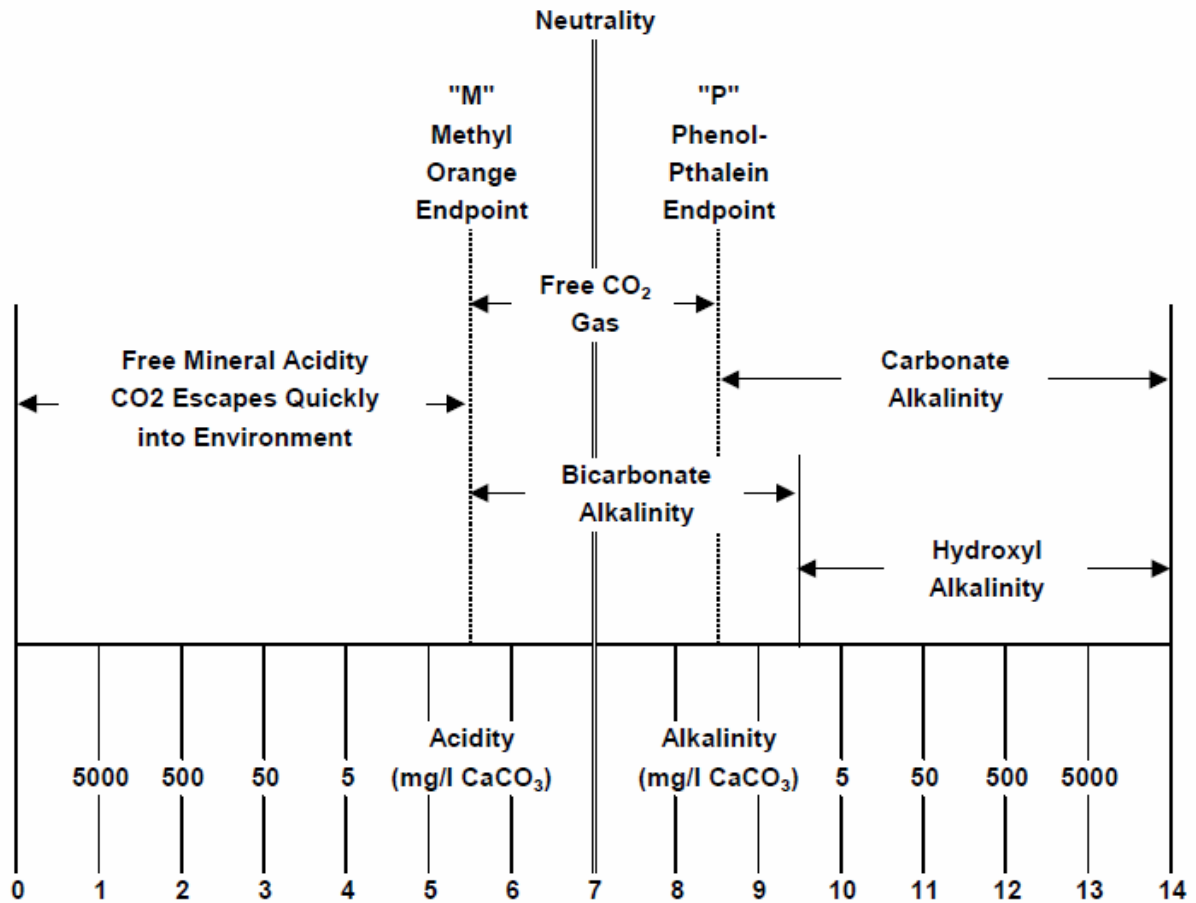 Neutrality
"M"
Methyl
Orange
Endpoint
"P"
Phenol-
Pthalein
Endpoint
Free CO₂
Gas
Free Mineral Acidity
CO2 Escapes Quickly
into Environment
Carbonate
Alkalinity
Bicarbonate
Alkalinity
Hydroxyl
Alkalinity
Acidity
(mg/l CaCO₃)
Alkalinity
(mg/l CaCO₃)
5000 500 50 5 5 50 500 5000
0 1 2 3 4 5 6 7 8 9 10 11 12 13 14